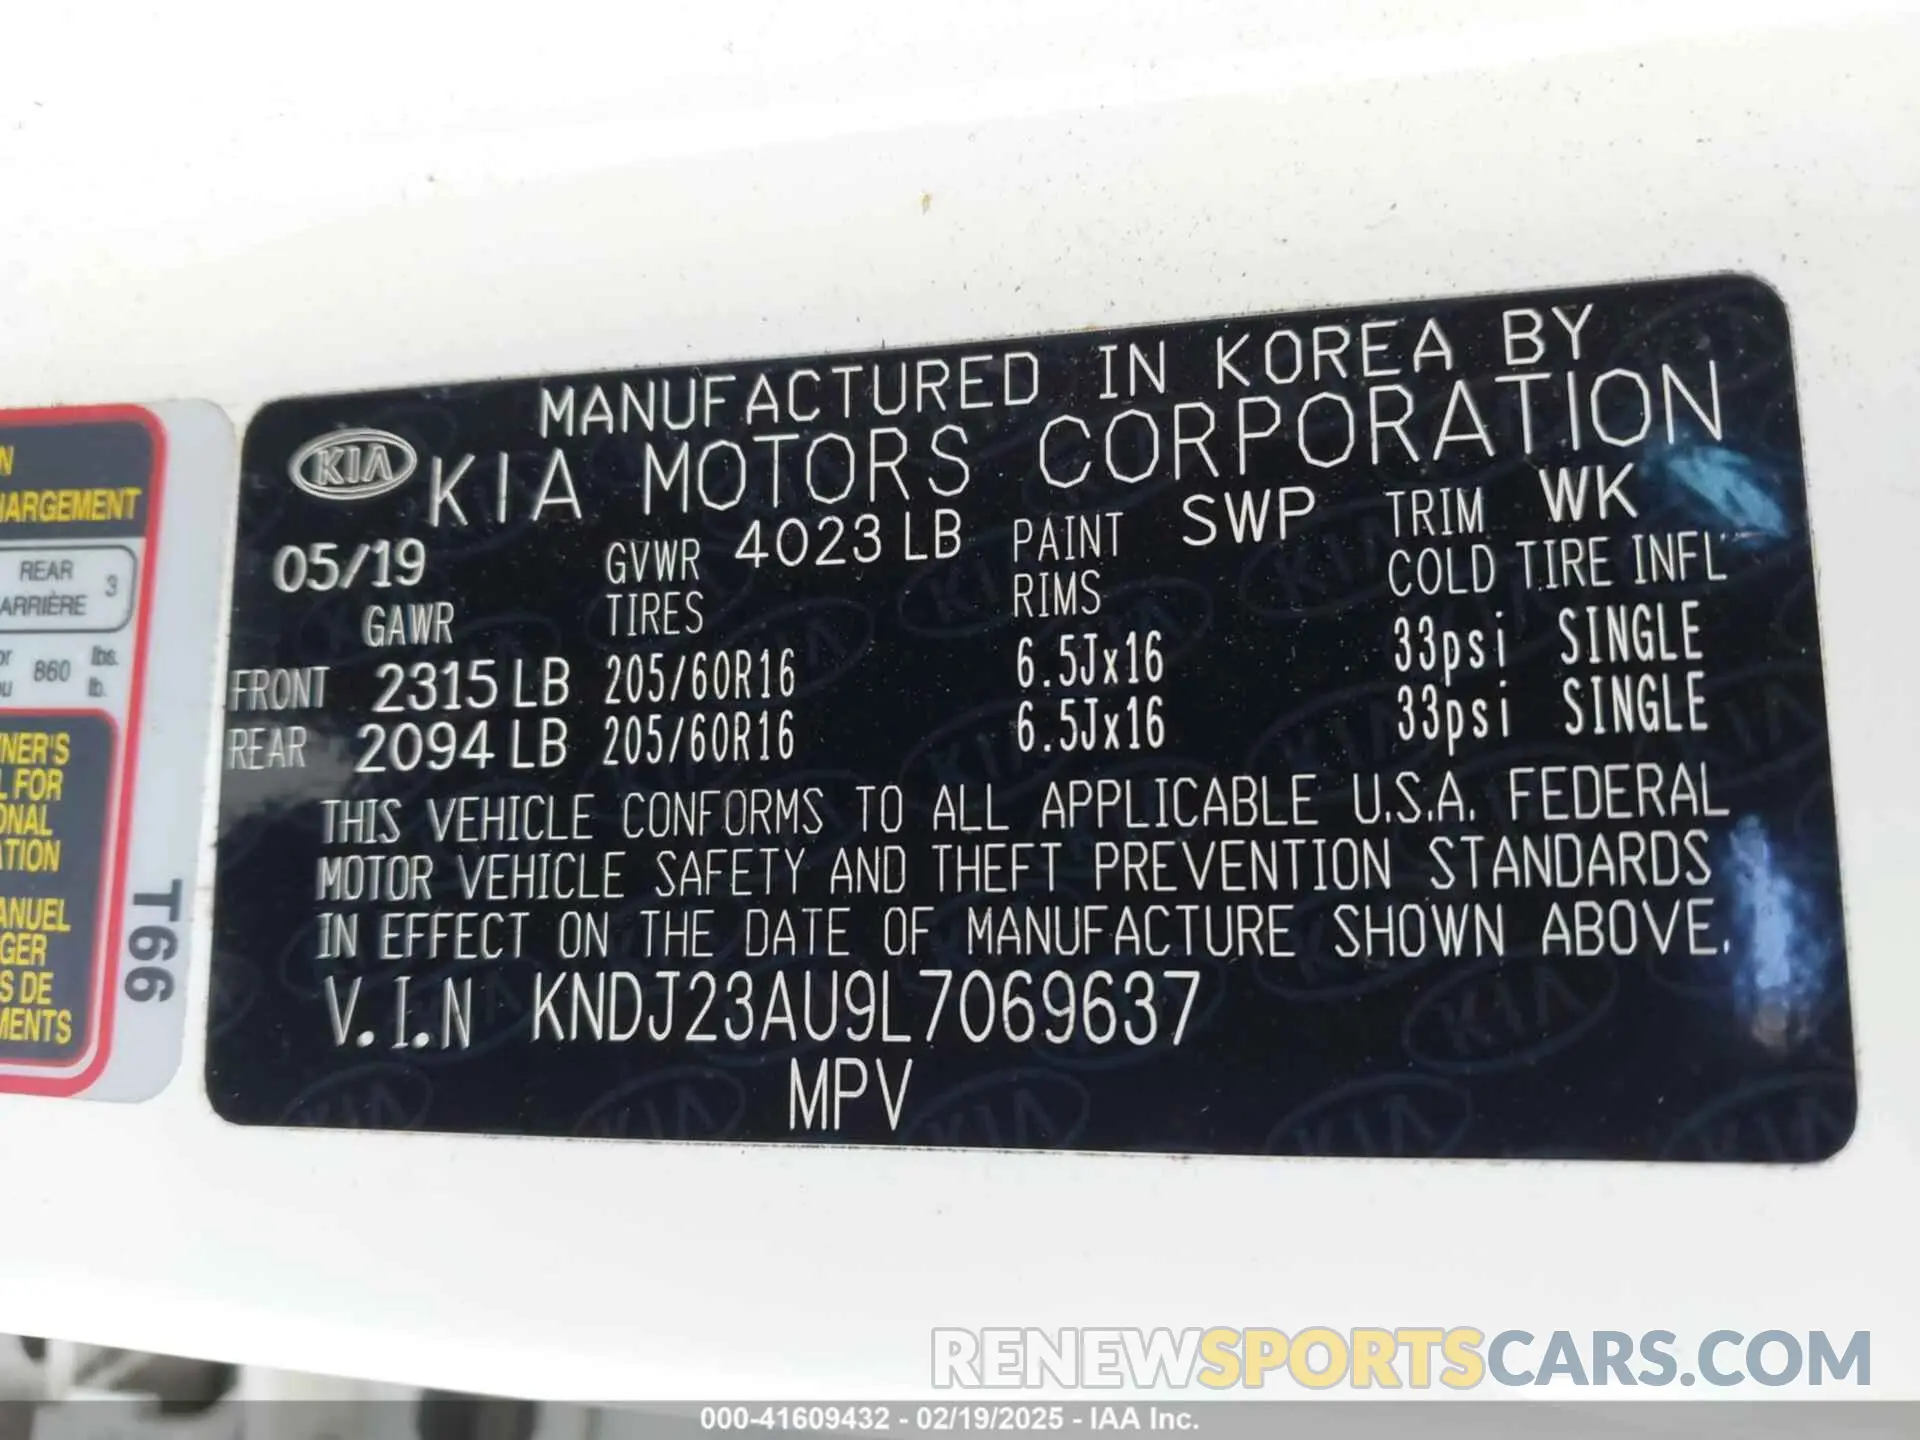 MANUFACTURED IN KOREA BY
KIA KIA MOTORS CORPORATION
05/19 GVWR 4023 LB PAINT SWP TRIM WK
GAWR TIRES RIMS COLD TIRE INFL
FRONT 2315 LB 205/60R16 6.5Jx16 33psi SINGLE
REAR 2094 LB 205/60R16 6.5Jx16 33psi SINGLE
THIS VEHICLE CONFORMS TO ALL APPLICABLE U.S.A. FEDERAL
MOTOR VEHICLE SAFETY AND THEFT PREVENTION STANDARDS
IN EFFECT ON THE DATE OF MANUFACTURE SHOWN ABOVE.
V.I.N KNDJ23AU9L7069637
MPV
REAR 3
860 lbs.
lb.
L FOR
GER
S DE
T66
RENEWSPORTSCARS.COM
000-41609432 - 02/19/2025 - IAA Inc.